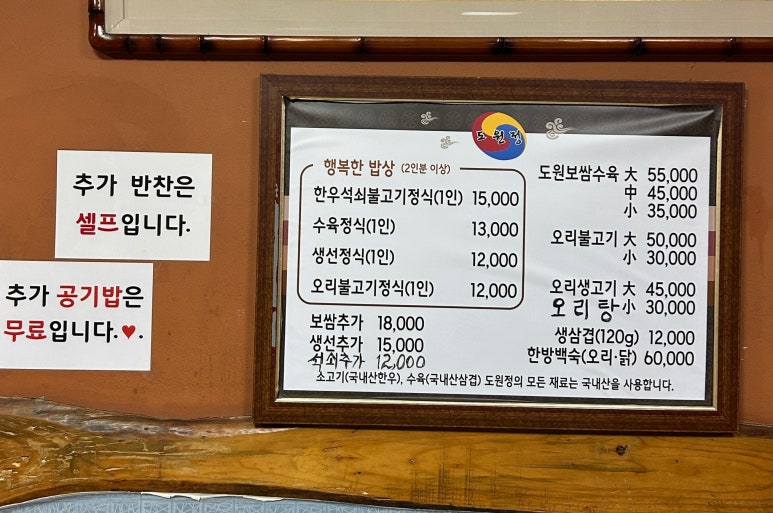 추가 반찬은
셀프입니다.
추가 공기밥은
무료입니다.♥.
도원정
행복한 밥상 (2인분 이상)
한우석쇠불고기정식(1인) 15,000
수육정식(1인) 13,000
생선정식(1인) 12,000
오리불고기정식(1인) 12,000
보쌈추가 18,000
생선추가 15,000
석쇠추가 12,000
도원보쌈수육 大 55,000
中 45,000
小 35,000
오리불고기 大 50,000
小 30,000
오리생고기 大 45,000
오리탕 小 30,000
생삼겹(120g) 12,000
한방백숙(오리·닭) 60,000
소고기(국내산한우), 수육(국내산삼겹) 도원정의 모든 재료는 국내산을 사용합니다.